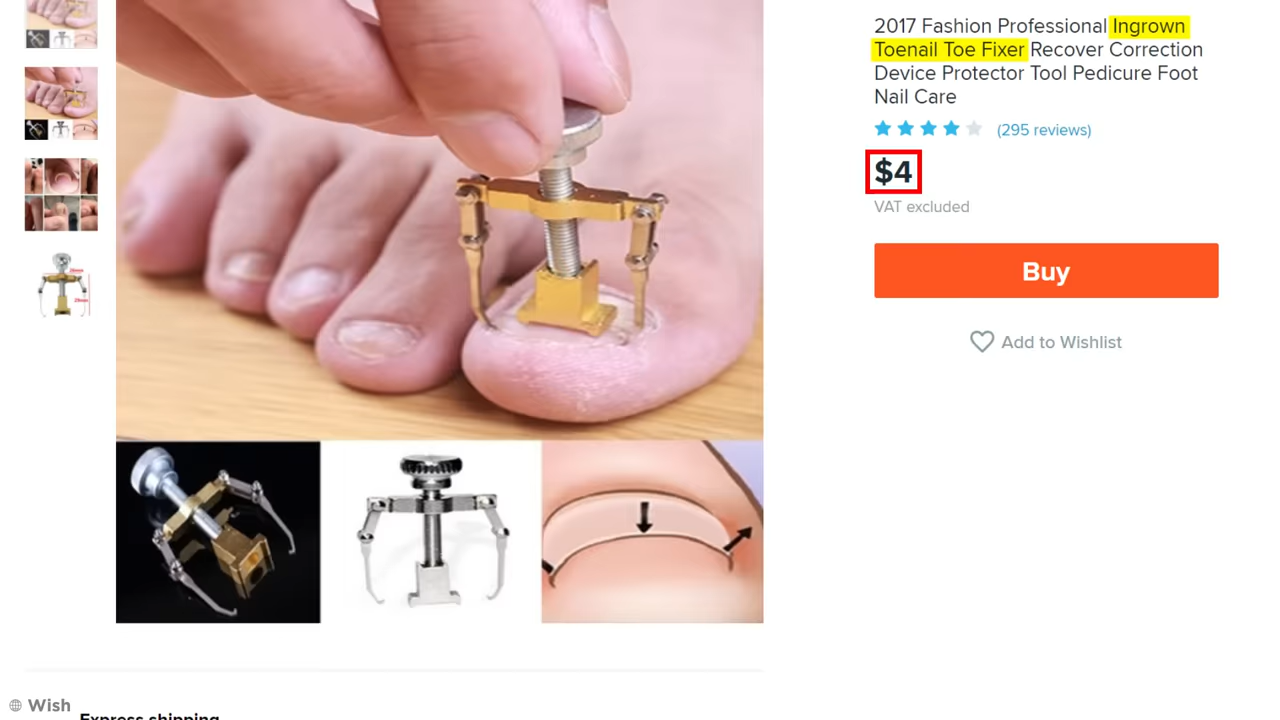 2017 Fashion Professional Ingrown
Toenail Toe Fixer Recover Correction
Device Protector Tool Pedicure Foot
Nail Care
(295 reviews)
$4
VAT excluded
Buy
Add to Wishlist
Wish
Express shipping